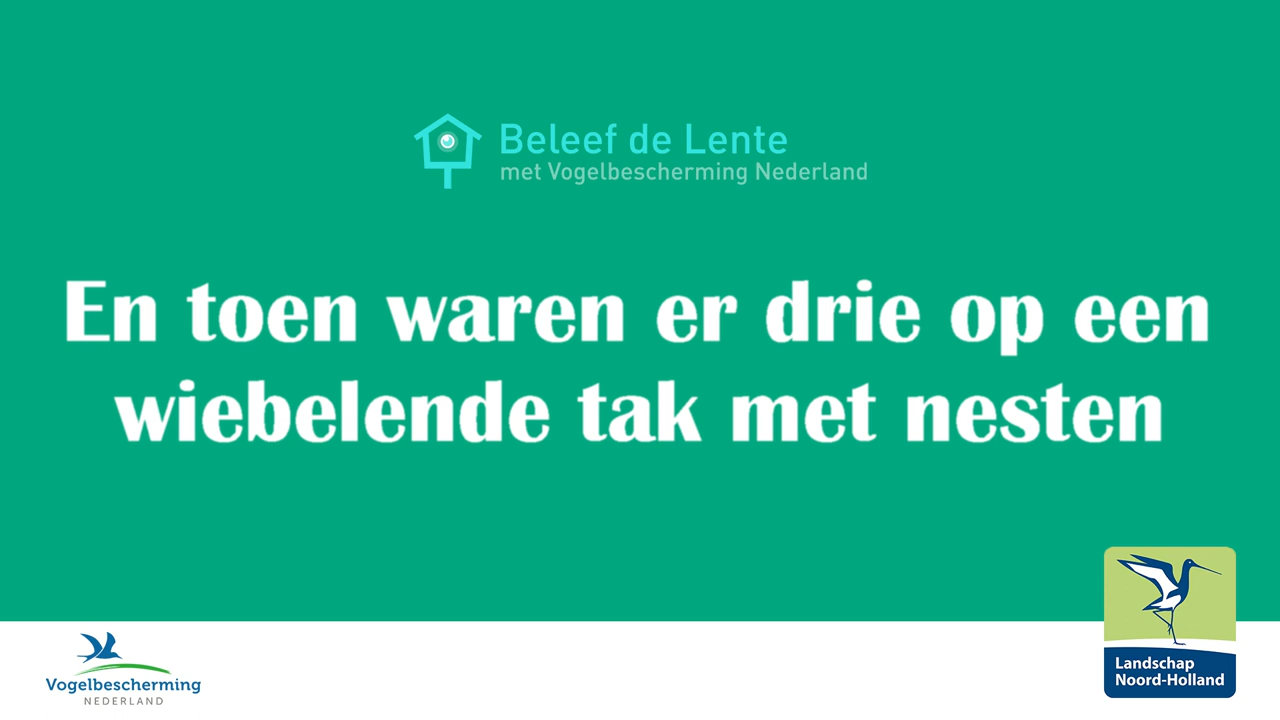 Beleef de Lente
met Vogelbescherming Nederland
En toen waren er drie op een
wiebelende tak met nesten
Vogelbescherming
NEDERLAND
Landschap
Noord-Holland